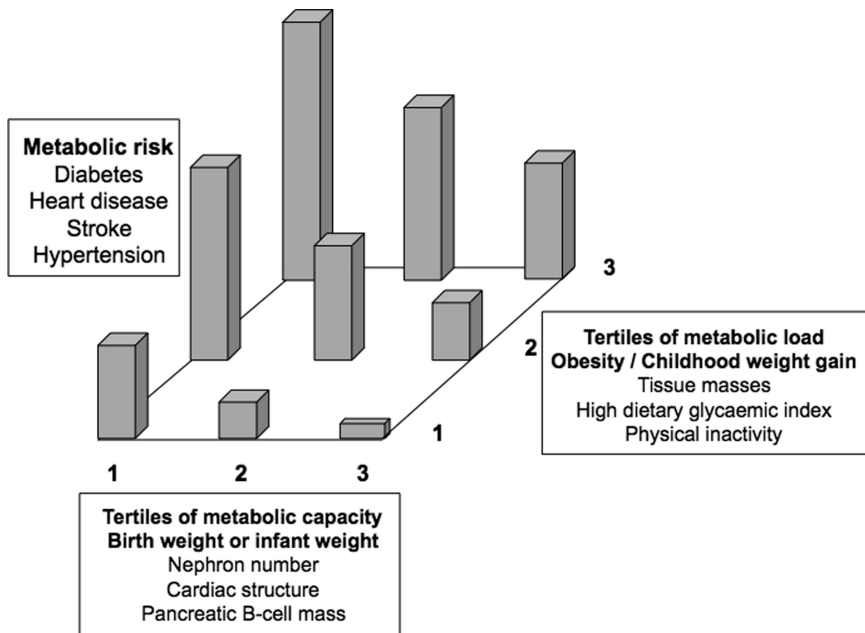 Metabolic risk
Diabetes
Heart disease
Stroke
Hypertension
3
2
1
Tertiles of metabolic load
Obesity / Childhood weight gain
Tissue masses
High dietary glycaemic index
Physical inactivity
1 2 3
Tertiles of metabolic capacity
Birth weight or infant weight
Nephron number
Cardiac structure
Pancreatic B-cell mass